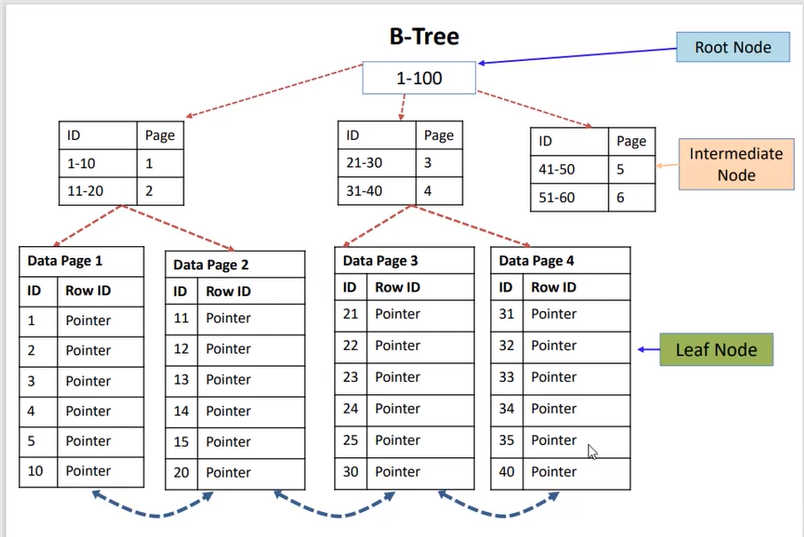 B-Tree
Root Node
1-100
ID Page
1-10 1
11-20 2
ID Page
21-30 3
31-40 4
ID Page
41-50 5
51-60 6
Intermediate
Node
Data Page 1
ID Row ID
1 Pointer
2 Pointer
3 Pointer
4 Pointer
5 Pointer
10 Pointer
Data Page 2
ID Row ID
11 Pointer
12 Pointer
13 Pointer
14 Pointer
15 Pointer
20 Pointer
Data Page 3
ID Row ID
21 Pointer
22 Pointer
23 Pointer
24 Pointer
25 Pointer
30 Pointer
Data Page 4
ID Row ID
31 Pointer
32 Pointer
33 Pointer
34 Pointer
35 Pointer
40 Pointer
Leaf Node